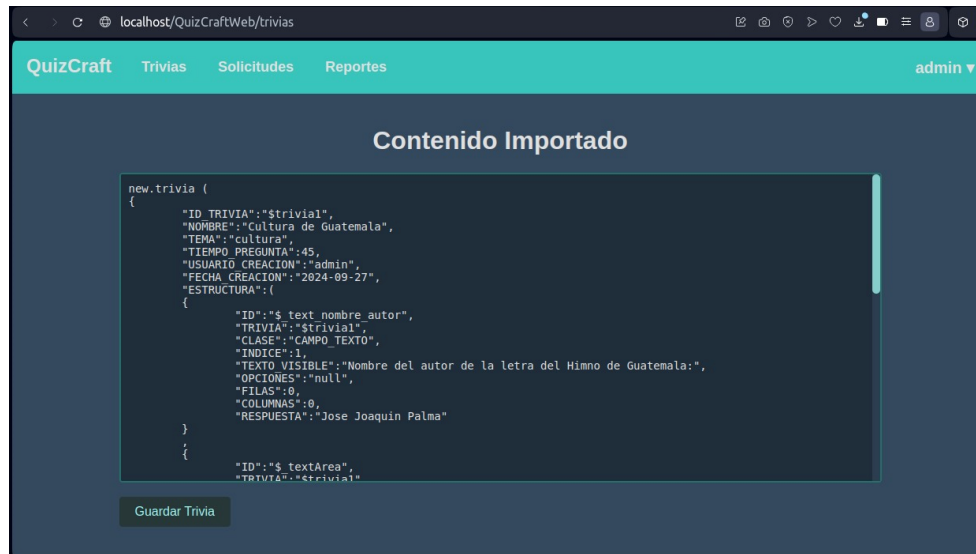 localhost/QuizCraftWeb/trivias
QuizCraft Trivias Solicitudes Reportes admin ▼
Contenido Importado
new.trivia (
{
"ID_TRIVIA":"$trivia1",
"NOMBRE":"Cultura de Guatemala",
"TEMA":"cultura",
"TIEMPO_PREGUNTA":45,
"USUARIO_CREACION":"admin",
"FECHA_CREACION":"2024-09-27",
"ESTRUCTURA":(
{
"ID":"$_text_nombre_autor",
"TRIVIA":"$trivia1",
"CLASE":"CAMPO_TEXTO",
"INDICE":1,
"TEXTO_VISIBLE":"Nombre del autor de la letra del Himno de Guatemala:",
"OPCIONES":"null",
"FILAS":0,
"COLUMNAS":0,
"RESPUESTA":"Jose Joaquin Palma"
}
,
{
"ID":"$_textArea",
"TRIVIA":"$trivia1"
Guardar Trivia